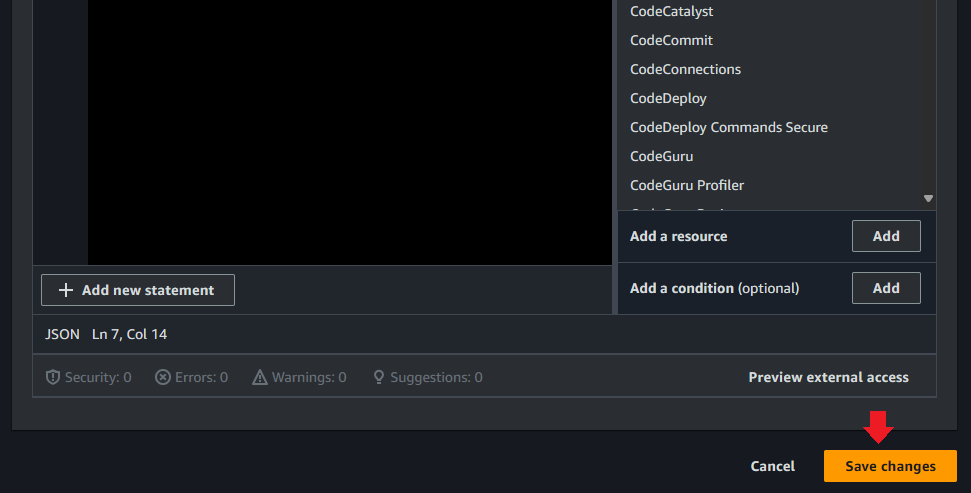 CodeCatalyst
CodeCommit
CodeConnections
CodeDeploy
CodeDeploy Commands Secure
CodeGuru
CodeGuru Profiler
Add a resource Add
Add new statement
Add a condition (optional) Add
JSON Ln 7, Col 14
Security: 0 Errors: 0 Warnings: 0 Suggestions: 0 Preview external access
Cancel Save changes